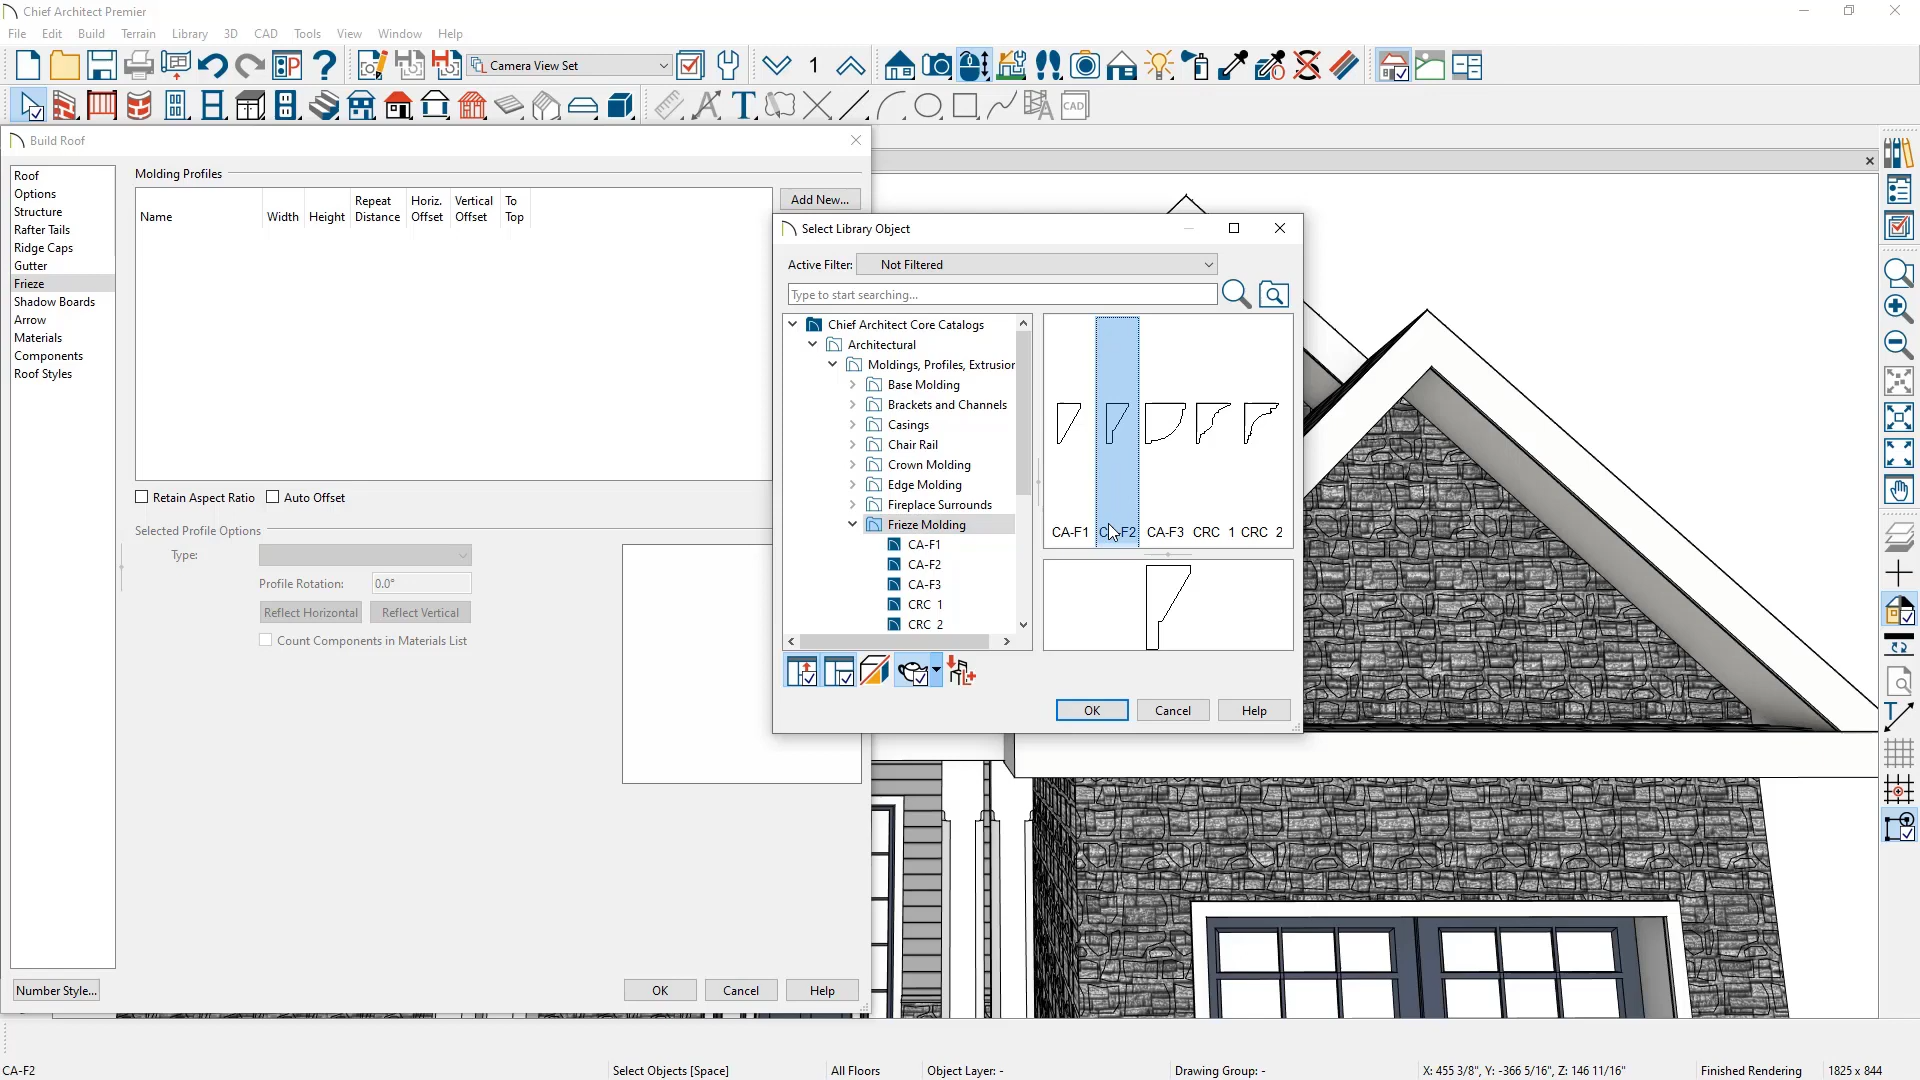 Chief Architect Premier
File Edit Build Terrain Library 3D CAD Tools View Window Help
Camera View Set
1
CAD
Build Roof
Roof
Options
Structure
Rafter Tails
Ridge Caps
Gutter
Frieze
Shadow Boards
Arrow
Materials
Components
Roof Styles
Molding Profiles
Name Width Height Repeat Distance Horiz. Offset Vertical Offset To Top
Add New...
Retain Aspect Ratio Auto Offset
Selected Profile Options
Type:
Profile Rotation: 0.0°
Reflect Horizontal Reflect Vertical
Count Components in Materials List
Number Style... OK Cancel Help
Select Library Object
Active Filter: Not Filtered
Type to start searching...
Chief Architect Core Catalogs
Architectural
Moldings, Profiles, Extrusior
Base Molding
Brackets and Channels
Casings
Chair Rail
Crown Molding
Edge Molding
Fireplace Surrounds
Frieze Molding
CA-F1
CA-F2
CA-F3
CRC 1
CRC 2
CA-F1 CA-F2 CA-F3 CRC 1 CRC 2
OK Cancel Help
CA-F2 Select Objects [Space] All Floors Object Layer: - Drawing Group: - X: 455 3/8", Y: -366 5/16", Z: 146 11/16" Finished Rendering 1825 x 844